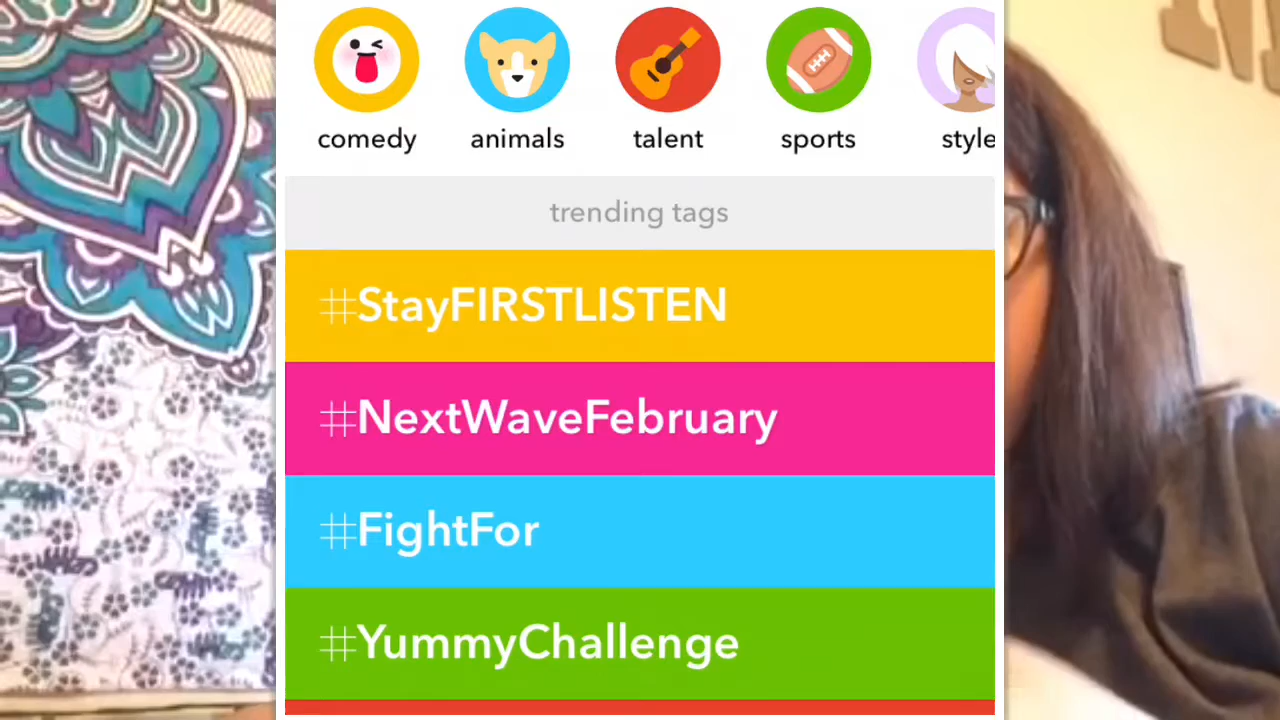 comedy animals talent sports style
trending tags
#StayFIRSTLISTEN
#NextWaveFebruary
#FightFor
#YummyChallenge